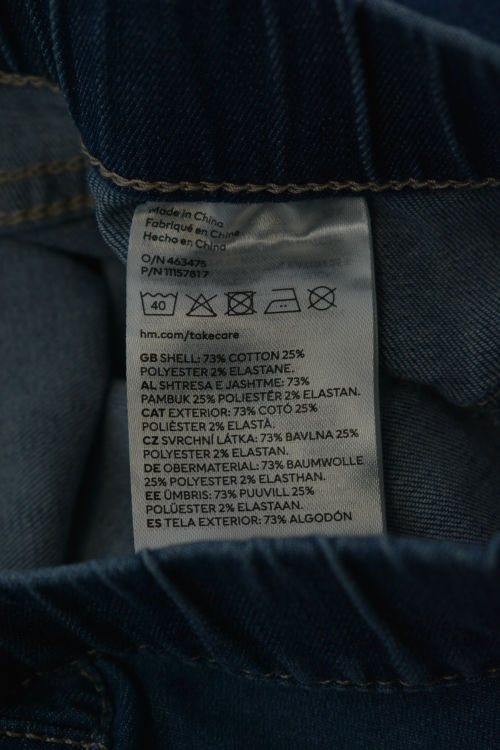 Made in China
Fabriqué en Chine
Hecho en China
O/N 463475
P/N 11157817
40
hm.com/takecare
GB SHELL: 73% COTTON 25%
POLYESTER 2% ELASTANE.
AL SHTRESA E JASHTME: 73%
PAMBUK 25% POLIESTËR 2% ELASTAN.
CAT EXTERIOR: 73% COTÓ 25%
POLIÈSTER 2% ELASTÀ.
CZ SVRCHNÍ LÁTKA: 73% BAVLNA 25%
POLYESTER 2% ELASTAN.
DE OBERMATERIAL: 73% BAUMWOLLE
25% POLYESTER 2% ELASTHAN.
EE ÜMBRIS: 73% PUUVILL 25%
POLÜESTER 2% ELASTAAN.
ES TELA EXTERIOR: 73% ALGODÓN